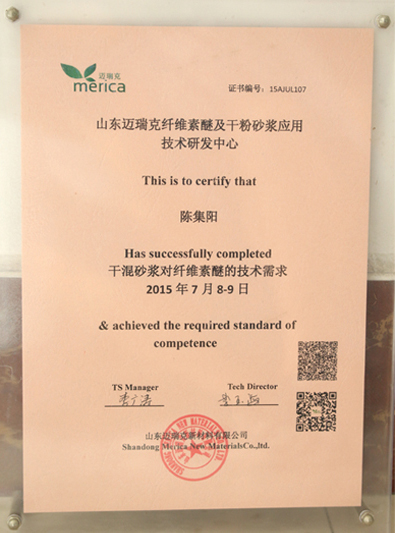 迈瑞克
merica
证书编号：15AJUL107
山东迈瑞克纤维素醚及干粉砂浆应用
技术研发中心
This is to certify that
陈集阳
Has successfully completed
干混砂浆对纤维素醚的技术需求
2015 年 7 月 8-9 日
& achieved the required standard of
competence
TS Manager
Tech Director
山东迈瑞克新材料有限公司
Shandong Merica New MaterialsCo.,ltd.